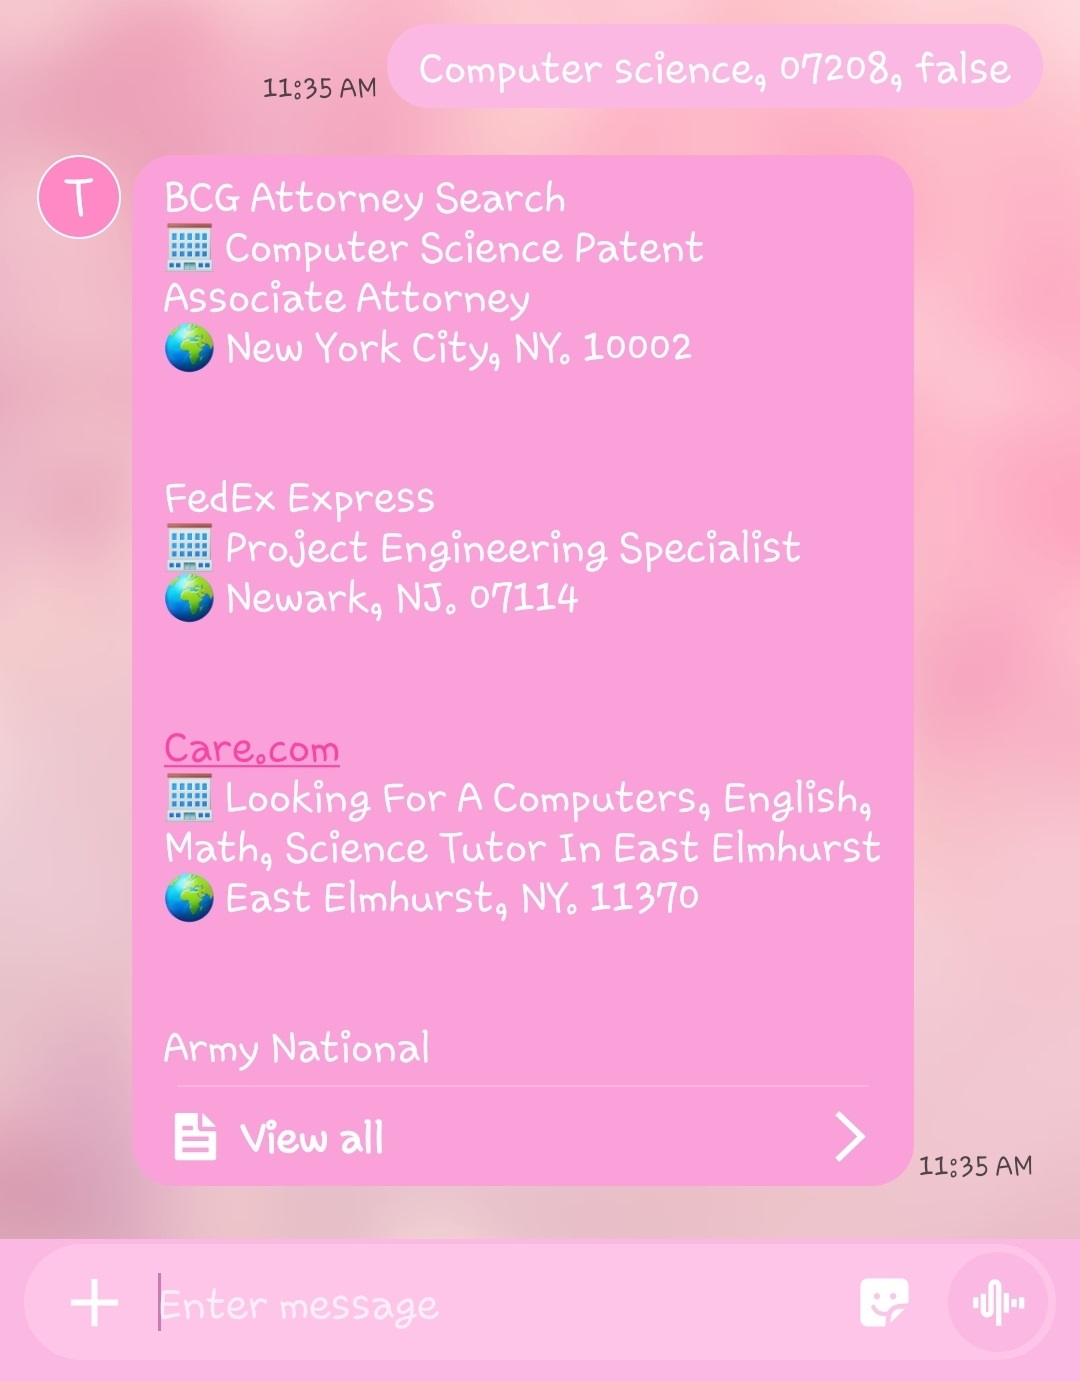 Computer science, 07208, false
11:35 AM
T
BCG Attorney Search
🏢 Computer Science Patent
Associate Attorney
🌍 New York City, NY. 10002
FedEx Express
🏢 Project Engineering Specialist
🌍 Newark, NJ. 07114
Care.com
🏢 Looking For A Computers, English,
Math, Science Tutor In East Elmhurst
🌍 East Elmhurst, NY. 11370
Army National
View all
11:35 AM
Enter message